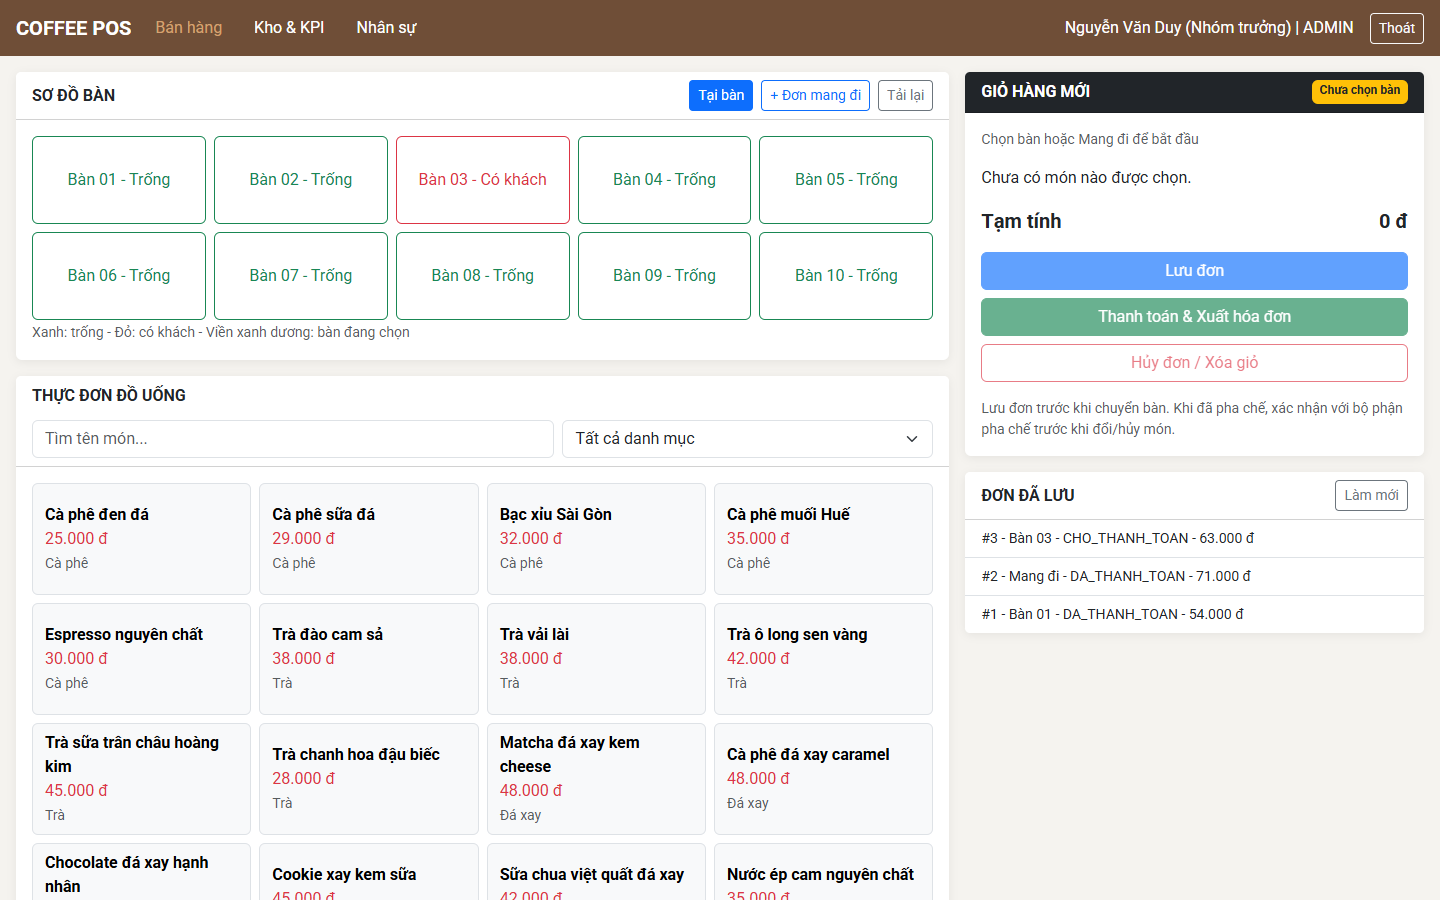 COFFEE POS
Bán hàng
Kho & KPI
Nhân sự
Nguyễn Văn Duy (Nhóm trưởng) | ADMIN
Thoát
SƠ ĐỒ BÀN
Tại bàn
+ Đơn mang đi
Tải lại
Bàn 01 - Trống
Bàn 02 - Trống
Bàn 03 - Có khách
Bàn 04 - Trống
Bàn 05 - Trống
Bàn 06 - Trống
Bàn 07 - Trống
Bàn 08 - Trống
Bàn 09 - Trống
Bàn 10 - Trống
Xanh: trống - Đỏ: có khách - Viền xanh dương: bàn đang chọn
THỰC ĐƠN ĐỒ UỐNG
Tìm tên món...
Tất cả danh mục
Cà phê đen đá
25.000 đ
Cà phê
Cà phê sữa đá
29.000 đ
Cà phê
Bạc xỉu Sài Gòn
32.000 đ
Cà phê
Cà phê muối Huế
35.000 đ
Cà phê
Espresso nguyên chất
30.000 đ
Cà phê
Trà đào cam sả
38.000 đ
Trà
Trà vải lài
38.000 đ
Trà
Trà ô long sen vàng
42.000 đ
Trà
Trà sữa trân châu hoàng
kim
45.000 đ
Trà
Trà chanh hoa đậu biếc
28.000 đ
Trà
Matcha đá xay kem
cheese
48.000 đ
Đá xay
Cà phê đá xay caramel
48.000 đ
Đá xay
Chocolate đá xay hạnh
nhân
Cookie xay kem sữa
45.000 đ
Sữa chua việt quất đá xay
42.000 đ
Nước ép cam nguyên chất
35.000 đ
GIỎ HÀNG MỚI
Chưa chọn bàn
Chọn bàn hoặc Mang đi để bắt đầu
Chưa có món nào được chọn.
Tạm tính
0 đ
Lưu đơn
Thanh toán & Xuất hóa đơn
Hủy đơn / Xóa giỏ
Lưu đơn trước khi chuyển bàn. Khi đã pha chế, xác nhận với bộ phận
pha chế trước khi đổi/hủy món.
ĐƠN ĐÃ LƯU
Làm mới
#3 - Bàn 03 - CHO_THANH_TOAN - 63.000 đ
#2 - Mang đi - DA_THANH_TOAN - 71.000 đ
#1 - Bàn 01 - DA_THANH_TOAN - 54.000 đ